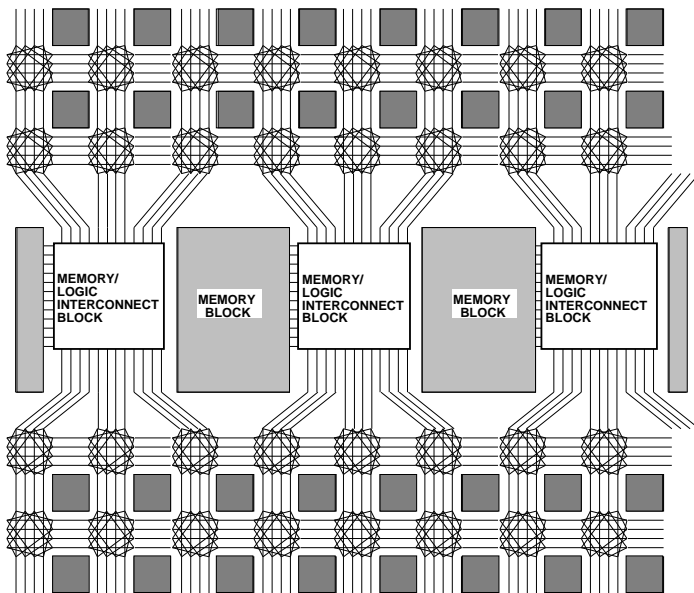 MEMORY/
LOGIC
INTERCONNECT
BLOCK
MEMORY
BLOCK
MEMORY/
LOGIC
INTERCONNECT
BLOCK
MEMORY
BLOCK
MEMORY/
LOGIC
INTERCONNECT
BLOCK